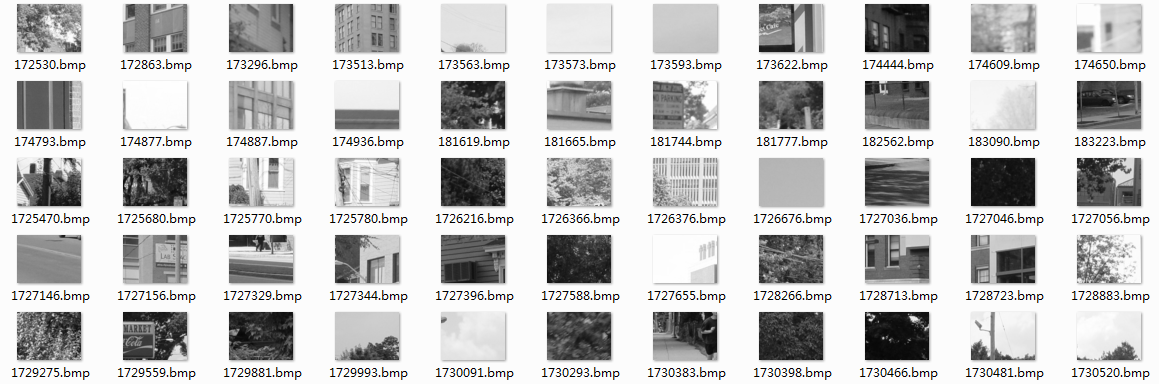 172530.bmp 172863.bmp 173296.bmp 173513.bmp 173563.bmp 173573.bmp 173593.bmp 173622.bmp 174444.bmp 174609.bmp 174650.bmp
174793.bmp 174877.bmp 174887.bmp 174936.bmp 181619.bmp 181665.bmp 181744.bmp 181777.bmp 182562.bmp 183090.bmp 183223.bmp
1725470.bmp 1725680.bmp 1725770.bmp 1725780.bmp 1726216.bmp 1726366.bmp 1726376.bmp 1726676.bmp 1727036.bmp 1727046.bmp 1727056.bmp
1727146.bmp 1727156.bmp 1727329.bmp 1727344.bmp 1727396.bmp 1727588.bmp 1727655.bmp 1728266.bmp 1728713.bmp 1728723.bmp 1728883.bmp
MARKET
Cola
1729275.bmp 1729559.bmp 1729881.bmp 1729993.bmp 1730091.bmp 1730293.bmp 1730383.bmp 1730398.bmp 1730466.bmp 1730481.bmp 1730520.bmp